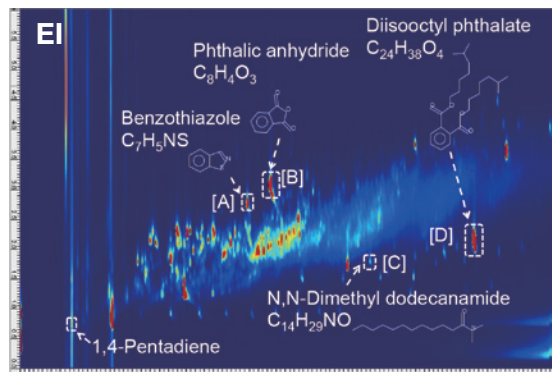 EI
Diisooctyl phthalate
C24H38O4
Phthalic anhydride
C8H4O3
Benzothiazole
C7H5NS
[A]
[B]
[C]
[D]
N,N-Dimethyl dodecanamide
C14H29NO
1,4-Pentadiene